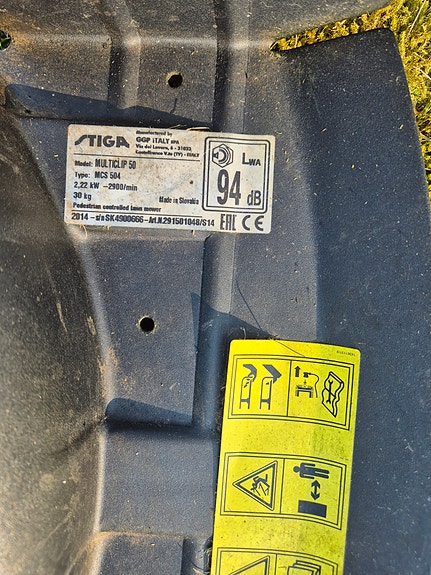 STIGA
Manufactured by
GGP ITALY SPA
Via del Lavoro, 6 - 31033
Castelfranco V.to (TV) - ITALY
Model: MULTICLIP 50
Type: MCS 504
2,22 kW -2900/min
30 kg
Made in Slovakia
Pedestrian controlled lawn mower
2014 - s/n SK4900666 - Art.N.291501048/S14
LWA
94 dB
EAC CE